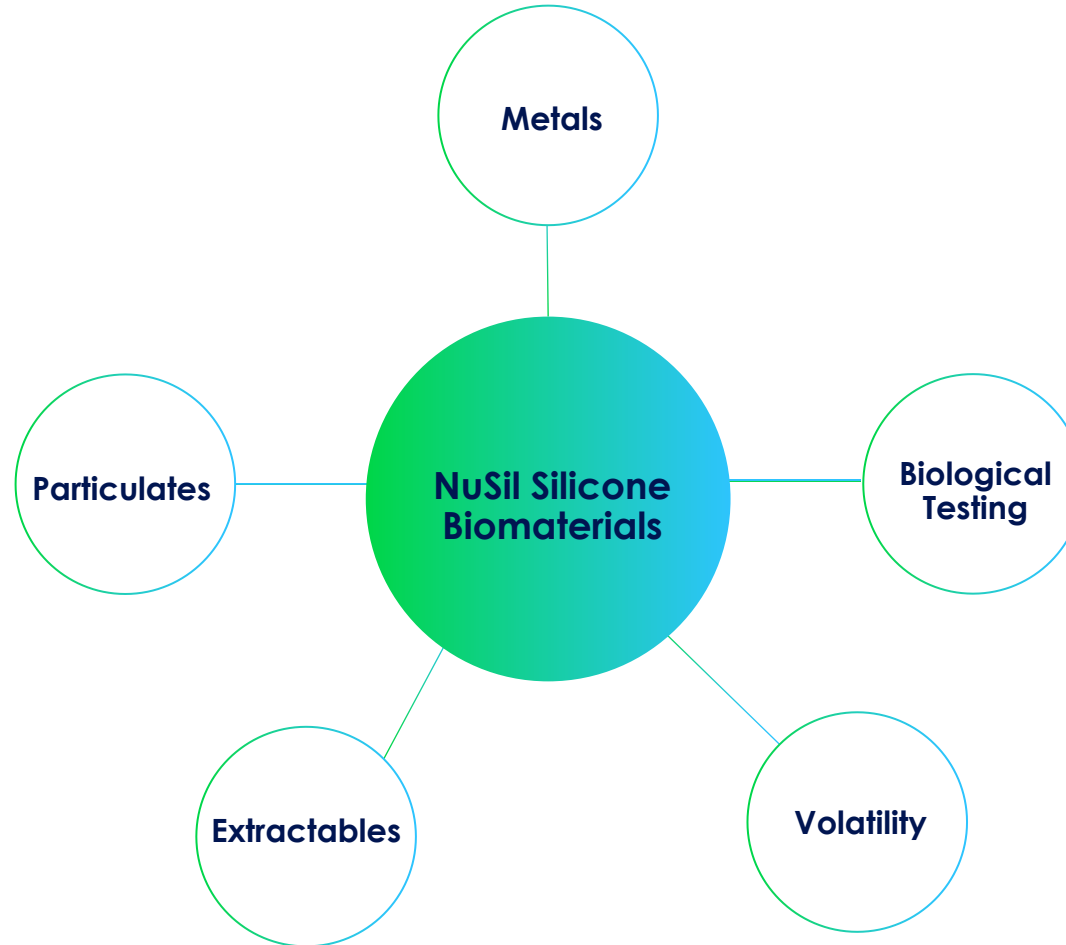 Metals
Particulates
NuSil Silicone
Biomaterials
Biological
Testing
Extractables
Volatility